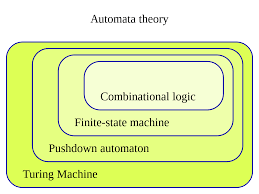 Automata theory
Combinational logic
Finite-state machine
Pushdown automaton
Turing Machine